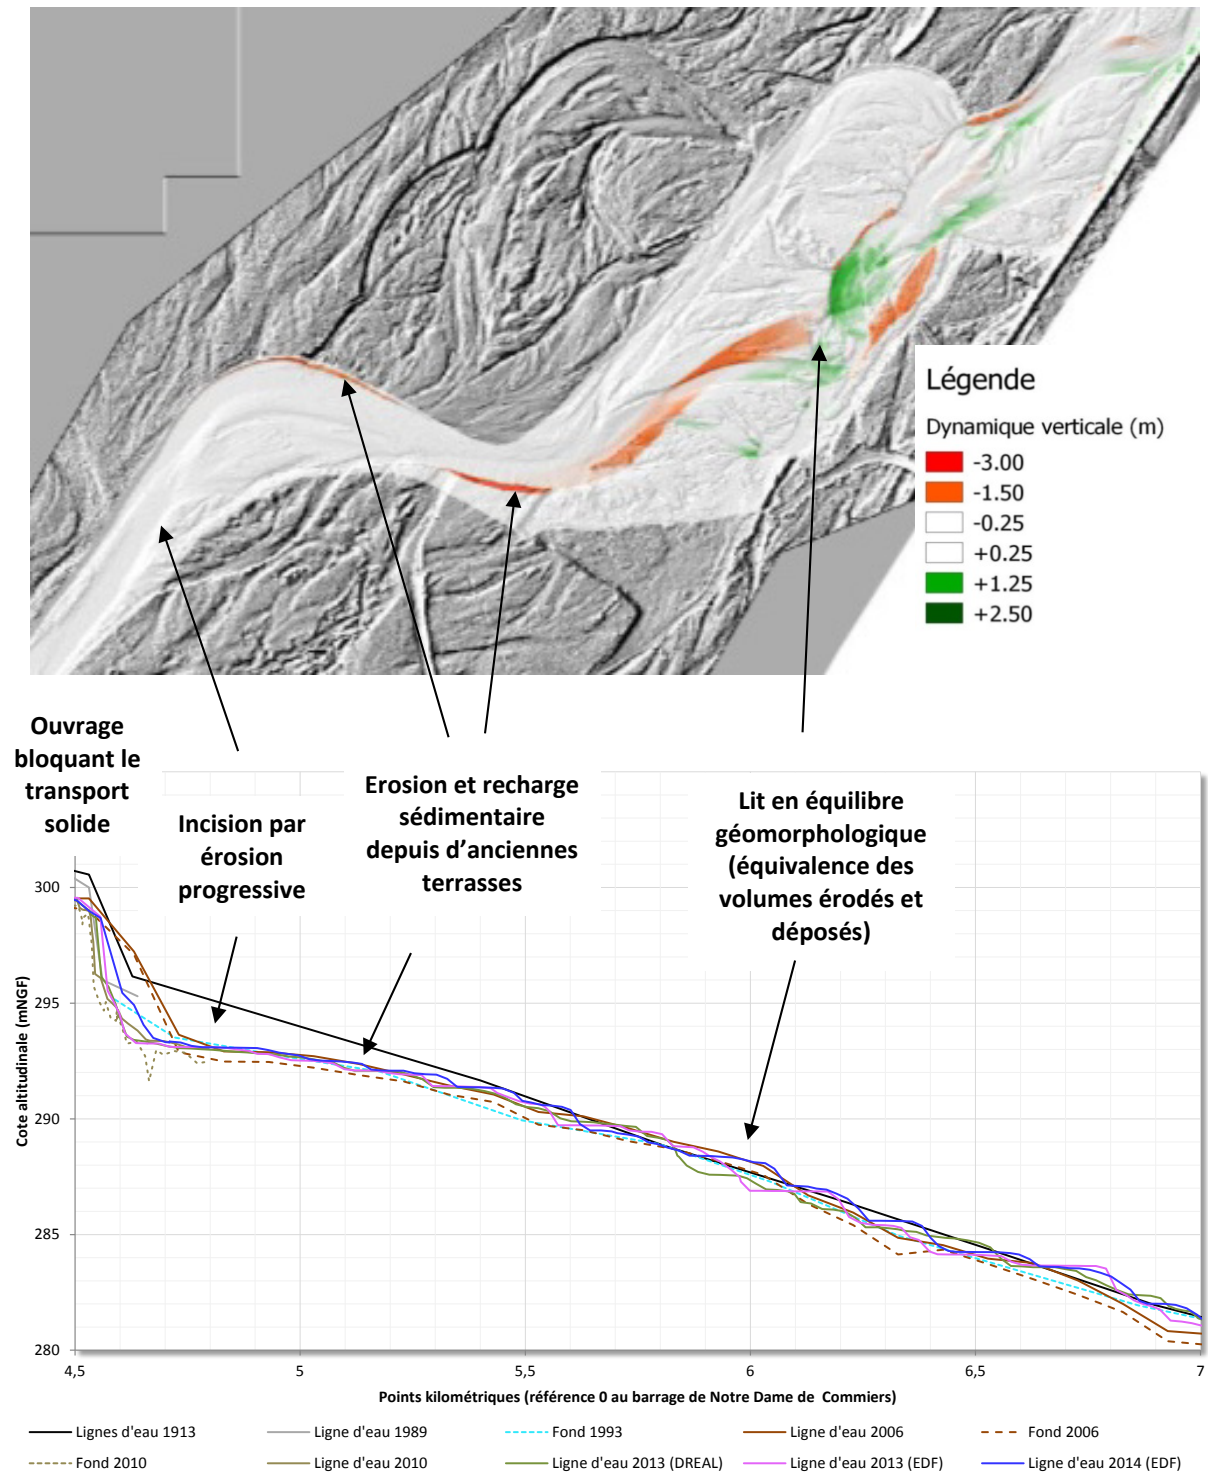 Légende
Dynamique verticale (m)
-3.00
-1.50
-0.25
+0.25
+1.25
+2.50
Ouvrage
bloquant le
transport
solide
Incision par
érosion
progressive
Erosion et recharge
sédimentaire
depuis d'anciennes
terrasses
Lit en équilibre
géomorphologique
(équivalence des
volumes érodés et
déposés)
Cote altitudinale (mNGF)
300
295
290
285
280
4,5
5
5,5
6
6,5
7
Points kilométriques (référence 0 au barrage de Notre Dame de Commiers)
Lignes d'eau 1913
Ligne d'eau 1989
Fond 1993
Ligne d'eau 2006
Fond 2006
Fond 2010
Ligne d'eau 2010
Ligne d'eau 2013 (DREAL)
Ligne d'eau 2013 (EDF)
Ligne d'eau 2014 (EDF)